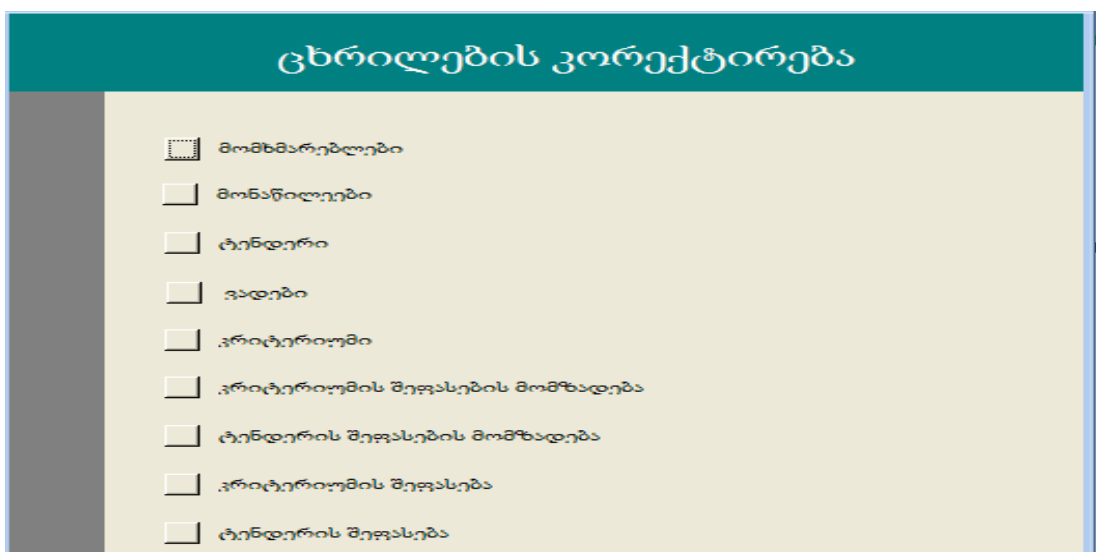 ცხრილების კორექტირება
მომხმარებლები
მონაწილეები
ტენდერი
ვადები
კრიტერიუმი
კრიტერიუმის შეფასების მომზადება
ტენდერის შეფასების მომზადება
კრიტერიუმის შეფასება
ტენდერის შეფასება